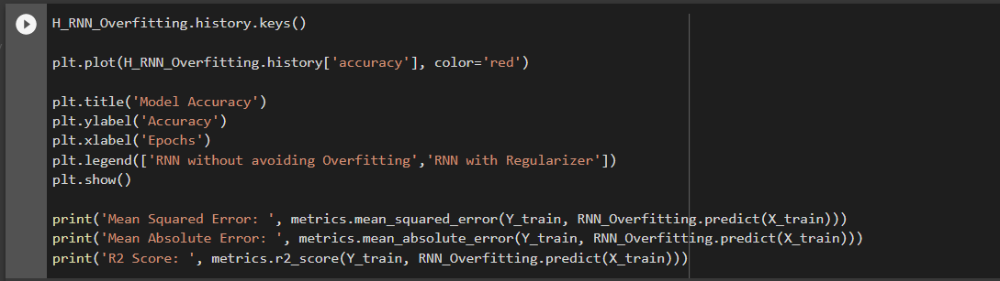 H_RNN_Overfitting.history.keys()
plt.plot(H_RNN_Overfitting.history['accuracy'], color='red')
plt.title('Model Accuracy')
plt.ylabel('Accuracy')
plt.xlabel('Epochs')
plt.legend(['RNN without avoiding Overfitting','RNN with Regularizer'])
plt.show()
print('Mean Squared Error: ', metrics.mean_squared_error(Y_train, RNN_Overfitting.predict(X_train)))
print('Mean Absolute Error: ', metrics.mean_absolute_error(Y_train, RNN_Overfitting.predict(X_train)))
print('R2 Score: ', metrics.r2_score(Y_train, RNN_Overfitting.predict(X_train)))